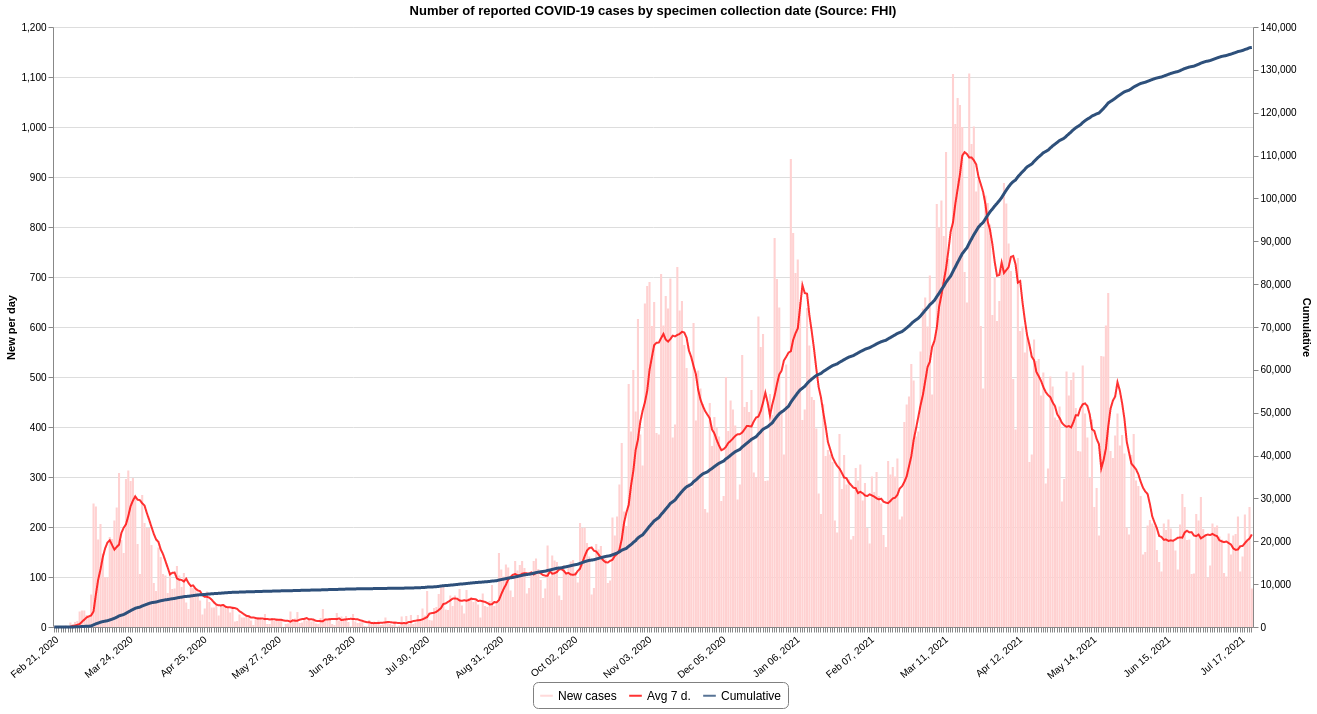 Number of reported COVID-19 cases by specimen collection date (Source: FHI)
1,200
1,100
1,000
900
800
700
600
500
400
300
200
100
0
New per day
140,000
130,000
120,000
110,000
100,000
90,000
80,000
70,000
60,000
50,000
40,000
30,000
20,000
10,000
0
Cumulative
Feb 21, 2020
Mar 24, 2020
Apr 25, 2020
May 27, 2020
Jun 28, 2020
Jul 30, 2020
Aug 31, 2020
Oct 02, 2020
Nov 03, 2020
Dec 05, 2020
Jan 06, 2021
Feb 07, 2021
Mar 11, 2021
Apr 12, 2021
May 14, 2021
Jun 15, 2021
Jul 17, 2021
New cases Avg 7 d. Cumulative